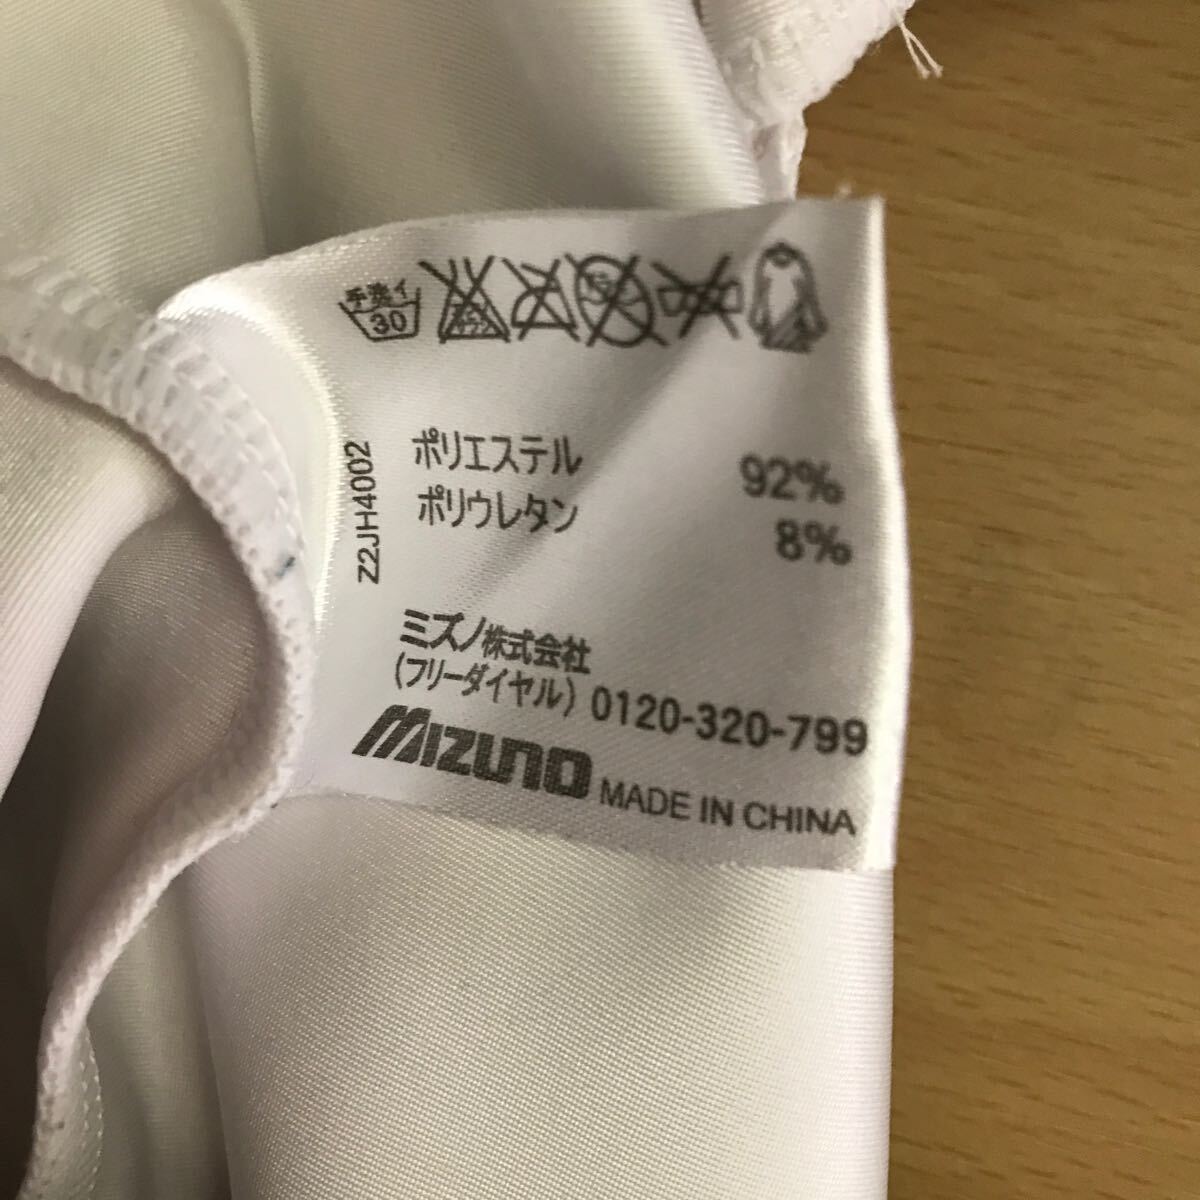 手洗イ
30
Z2JH4002
ポリエステル 92%
ポリウレタン 8%
ミズノ株式会社
(フリーダイヤル) 0120-320-799
MIZUNO MADE IN CHINA